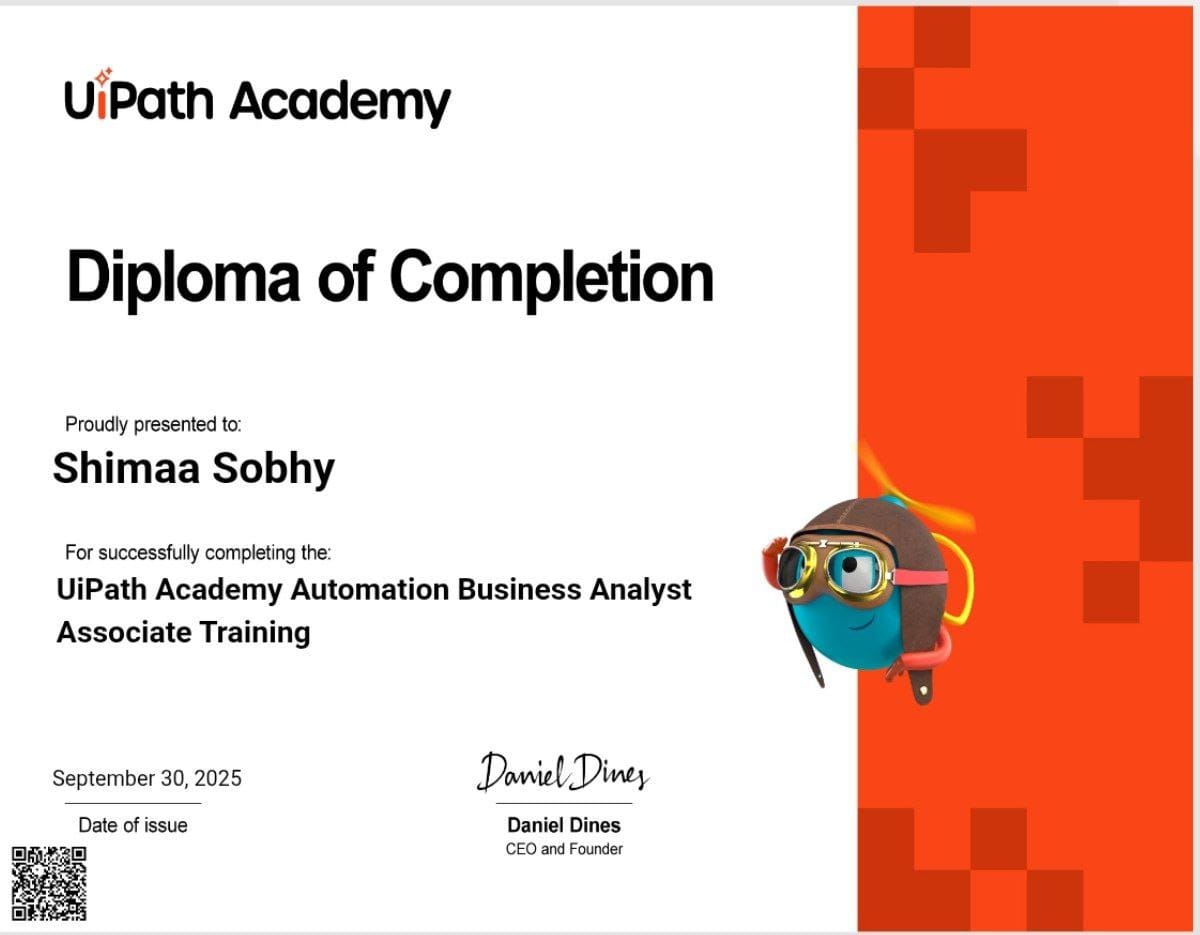 UiPath Academy
Diploma of Completion
Proudly presented to:
Shimaa Sobhy
For successfully completing the:
UiPath Academy Automation Business Analyst
Associate Training
September 30, 2025
Date of issue
Daniel Dines
Daniel Dines
CEO and Founder